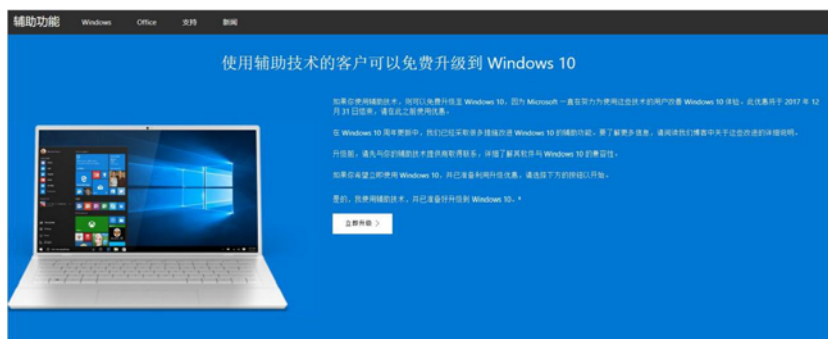 辅助功能 Windows Office 支持 新闻
使用辅助技术的客户可以免费升级到 Windows 10
如果你使用辅助技术，则可以免费升级至 Windows 10，因为 Microsoft 一直在努力为使用这些技术的用户改善 Windows 10 体验。此优惠将于 2017 年 12
月 31 日结束，请在此之前使用优惠。
在 Windows 10 周年更新中，我们已经采取很多措施改进 Windows 10 的辅助功能。要了解更多信息，请阅读我们博客中关于这些改进的详细说明。
升级前，请先与你的辅助技术提供商取得联系，详细了解其软件与 Windows 10 的兼容性。
如果你希望立即使用 Windows 10，并已准备利用升级优惠，请选择下方的按钮以开始。
是的，我使用辅助技术，并已准备好升级到 Windows 10。*
立即升级 >